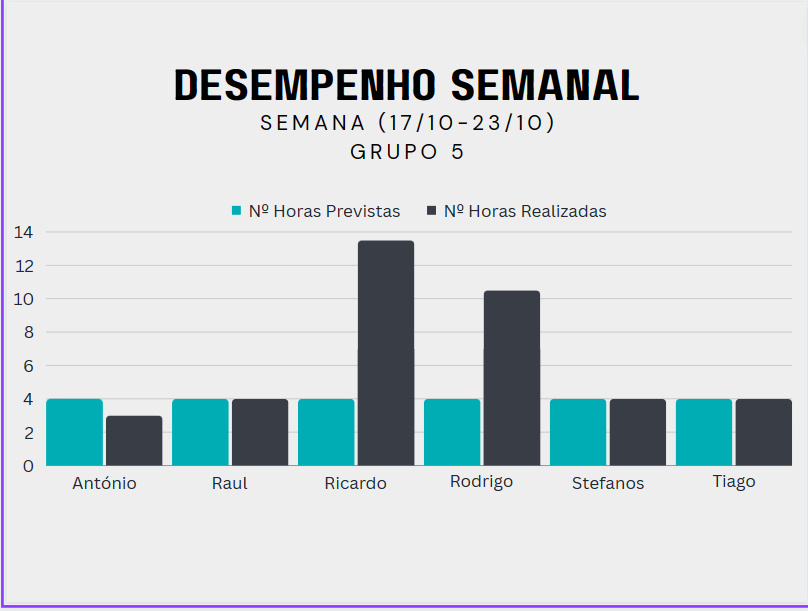 DESEMPENHO SEMANAL
SEMANA (17/10-23/10)
GRUPO 5
Nº Horas Previstas Nº Horas Realizadas
14
12
10
8
6
4
2
0
António Raul Ricardo Rodrigo Stefanos Tiago